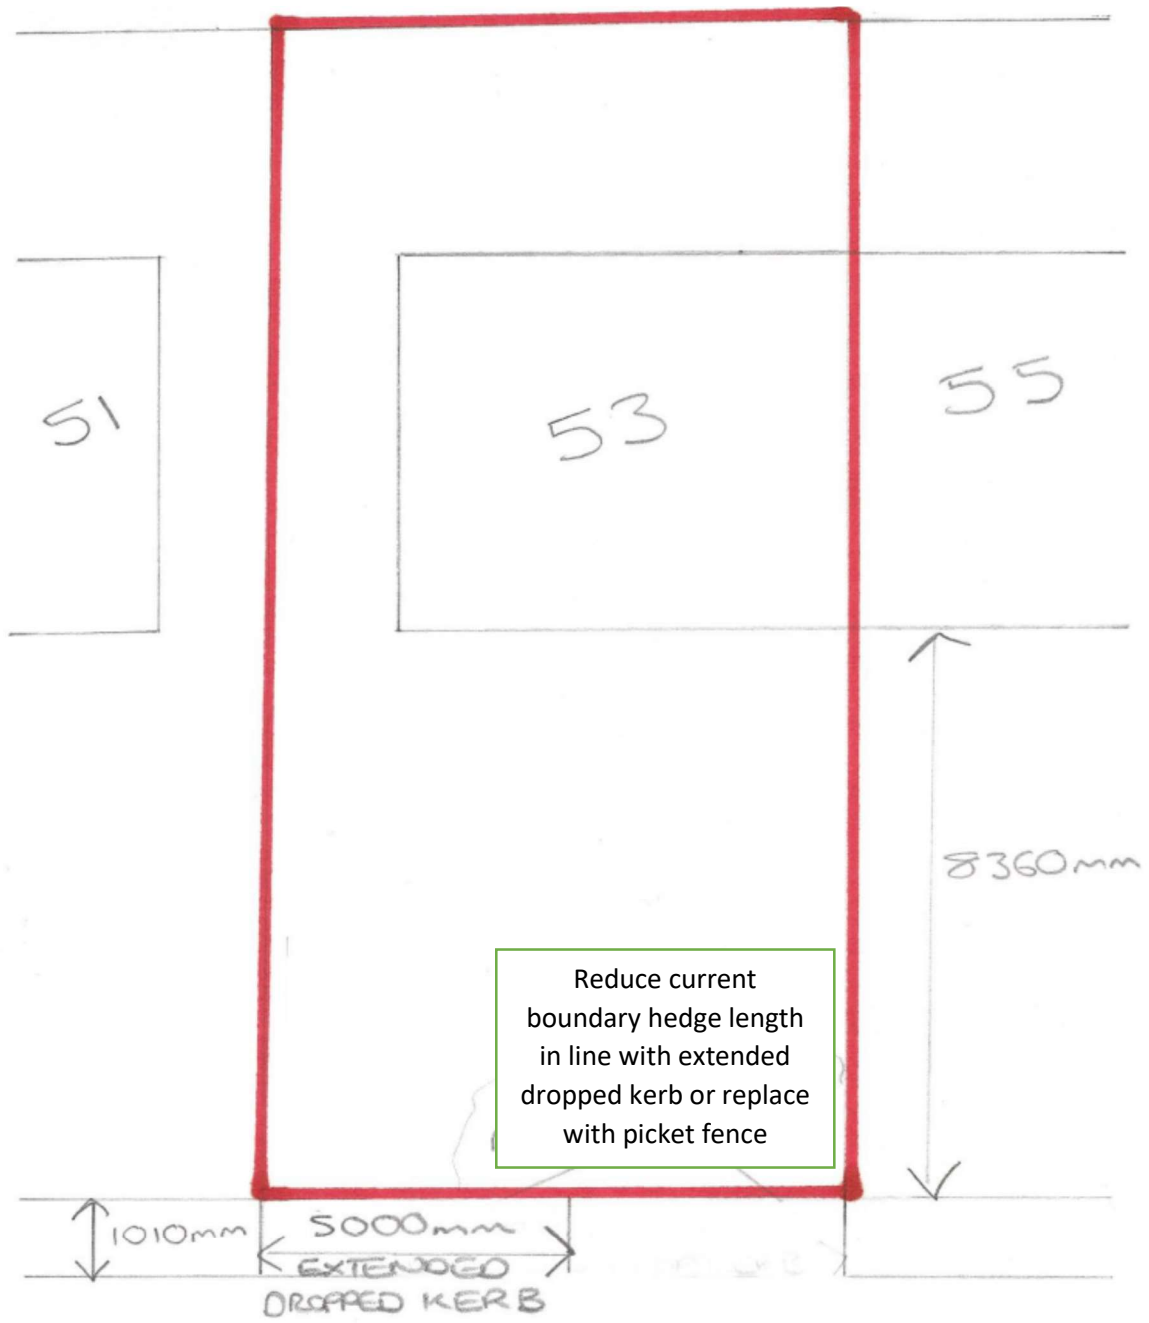 51
53
55
8360mm
Reduce current
boundary hedge length
in line with extended
dropped kerb or replace
with picket fence
1010mm
5000mm
EXTENDED
DROPPED KERB